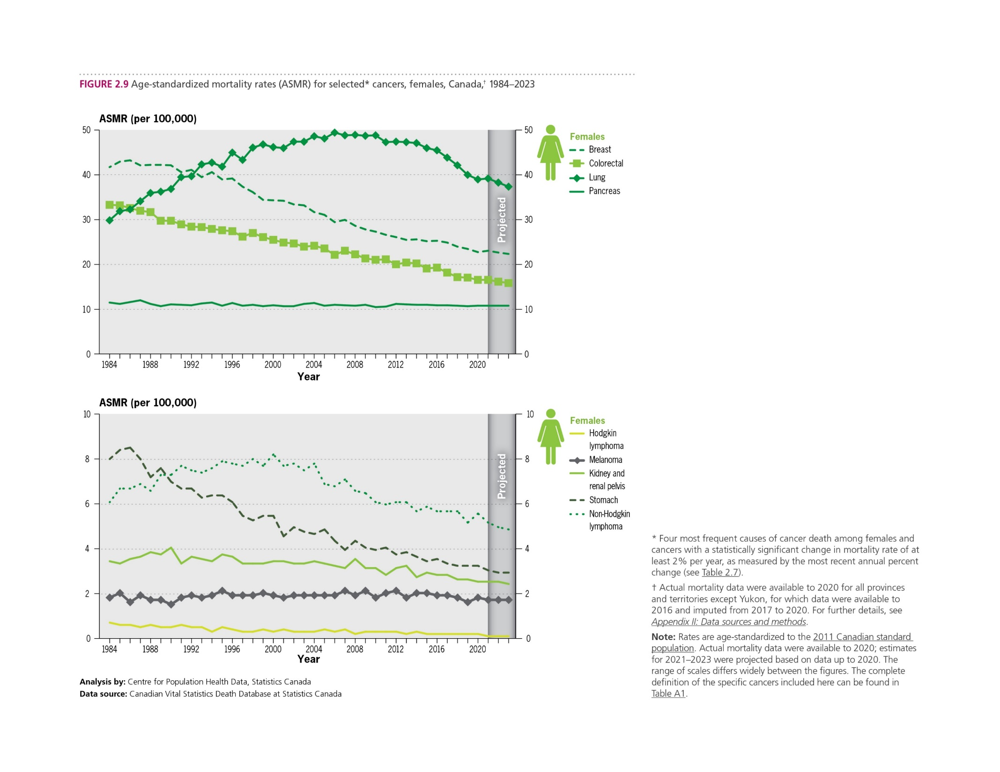 FIGURE 2.9 Age-standardized mortality rates (ASMR) for selected* cancers, females, Canada,† 1984–2023
ASMR (per 100,000)
50
40
30
20
10
0
50
40
30
20
10
0
Projected
1984 1988 1992 1996 2000 2004 2008 2012 2016 2020
Year
Females
Breast
Colorectal
Lung
Pancreas
ASMR (per 100,000)
10
8
6
4
2
0
10
8
6
4
2
0
Projected
1984 1988 1992 1996 2000 2004 2008 2012 2016 2020
Year
Females
Hodgkin
lymphoma
Melanoma
Kidney and
renal pelvis
Stomach
Non-Hodgkin
lymphoma
Analysis by: Centre for Population Health Data, Statistics Canada
Data source: Canadian Vital Statistics Death Database at Statistics Canada
* Four most frequent causes of cancer death among females and
cancers with a statistically significant change in mortality rate of at
least 2% per year, as measured by the most recent annual percent
change (see Table 2.7).
† Actual mortality data were available to 2020 for all provinces
and territories except Yukon, for which data were available to
2016 and imputed from 2017 to 2020. For further details, see
Appendix II: Data sources and methods.
Note: Rates are age-standardized to the 2011 Canadian standard
population. Actual mortality data were available to 2020; estimates
for 2021–2023 were projected based on data up to 2020. The
range of scales differs widely between the figures. The complete
definition of the specific cancers included here can be found in
Table A1.